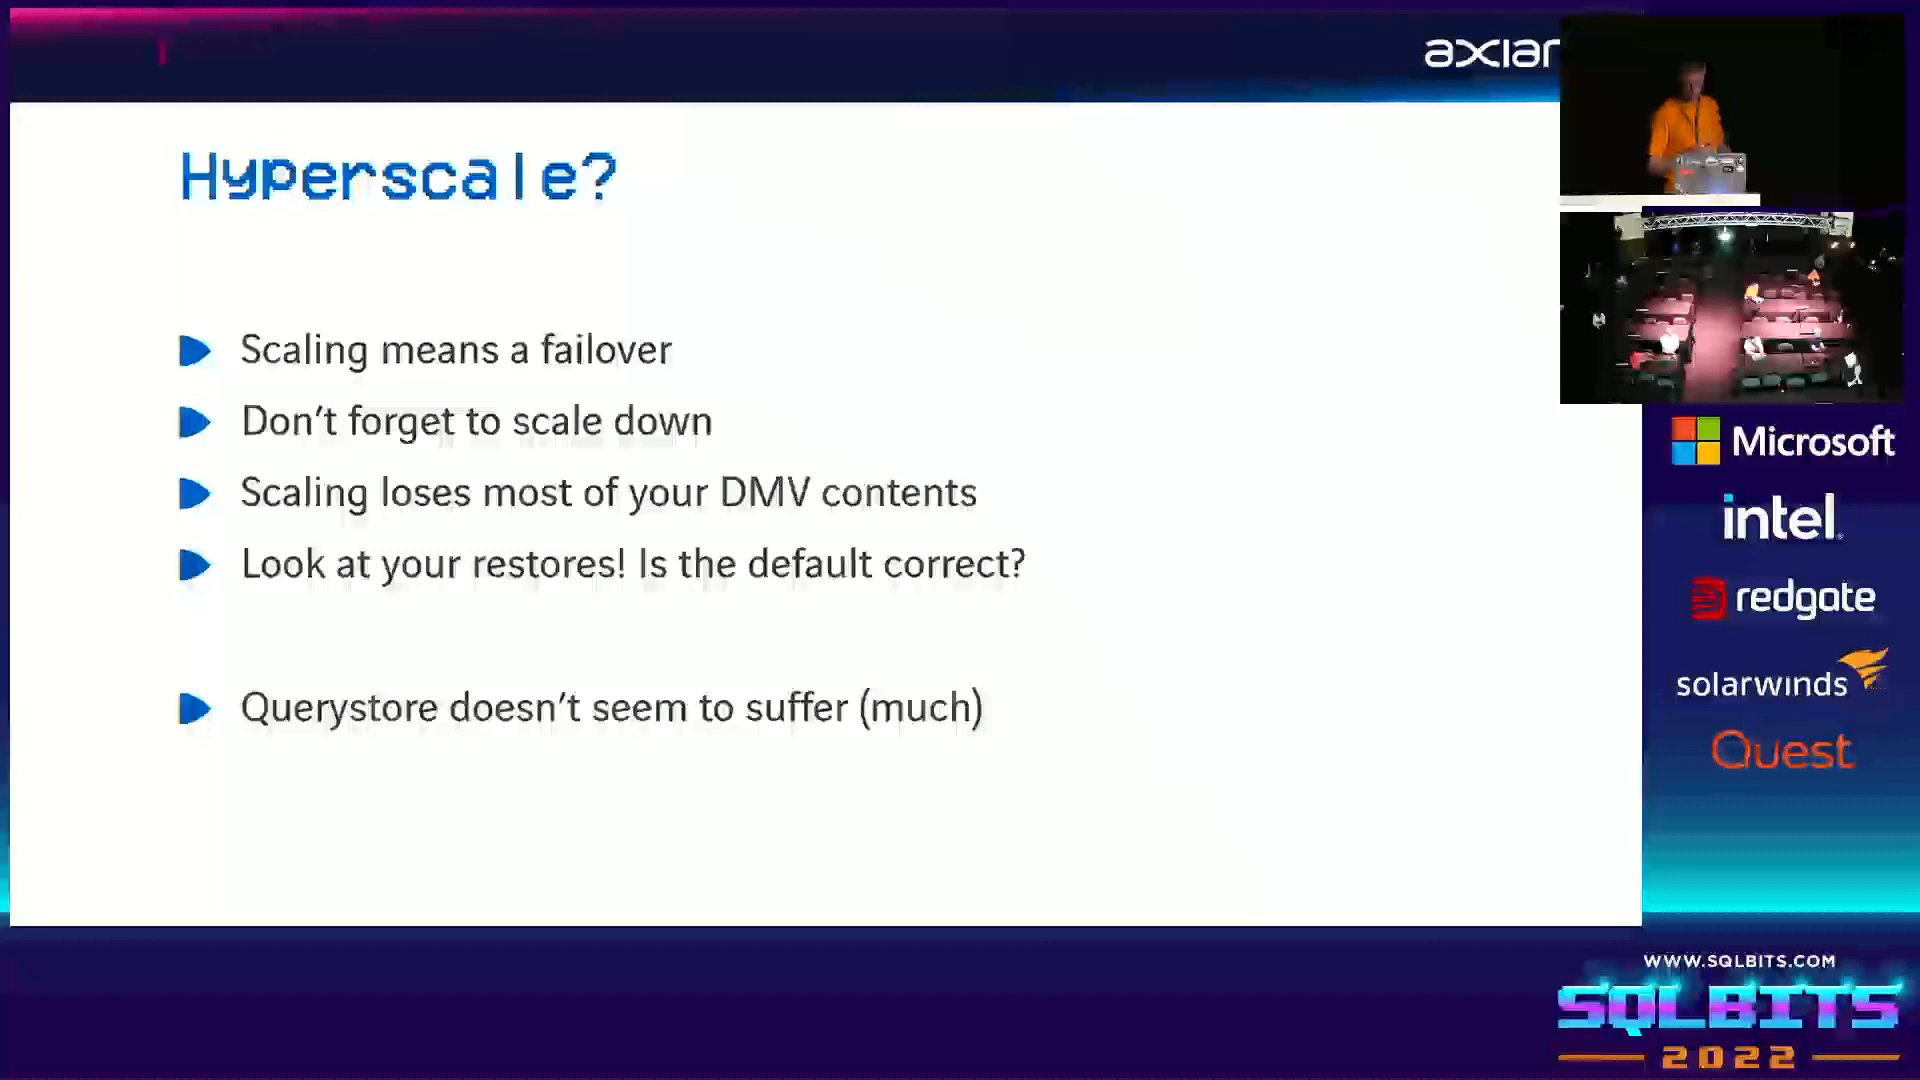 axian
Hyperscale?
Scaling means a failover
Don't forget to scale down
Scaling loses most of your DMV contents
Look at your restores! Is the default correct?
Querystore doesn't seem to suffer (much)
Microsoft
intel.
redgate
solarwinds
Quest
WWW.SQLBITS.COM
SQLBITS
2022